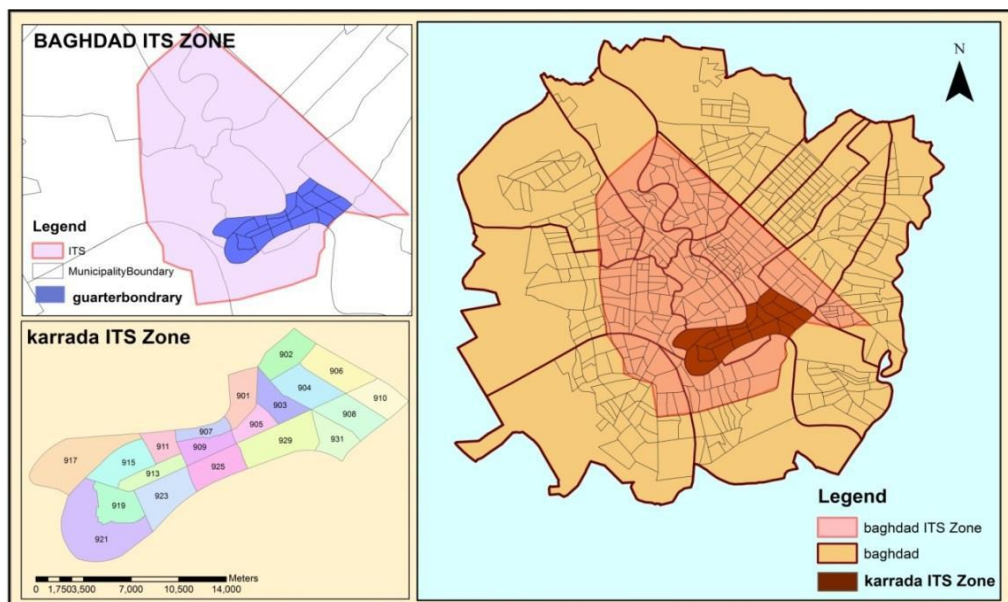 BAGHDAD ITS ZONE
Legend
ITS
MunicipalityBoundary
guarterbondrary
karrada ITS Zone
902
906
904
910
901
903
908
905
907
929
931
911
909
917
915
925
913
923
919
921
Meters
0 1,7503,500 7,000 10,500 14,000
N
Legend
baghdad ITS Zone
baghdad
karrada ITS Zone